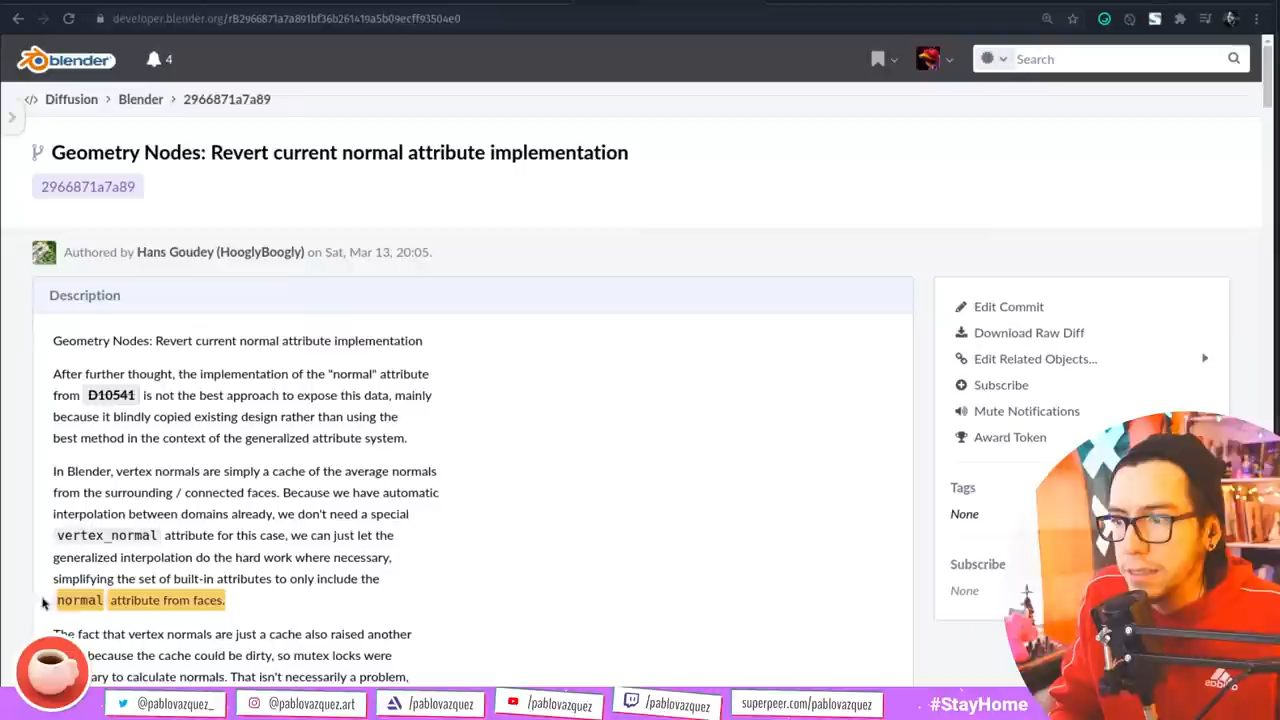 developer.blender.org/rB2966871a7a891bf36b261419a5b09ecff93504e0
blender
4
Search
Diffusion > Blender > 2966871a7a89
Geometry Nodes: Revert current normal attribute implementation
2966871a7a89
Authored by Hans Goudey (HooglyBoogly) on Sat, Mar 13, 20:05.
Description
Geometry Nodes: Revert current normal attribute implementation
After further thought, the implementation of the "normal" attribute
from D10541 is not the best approach to expose this data, mainly
because it blindly copied existing design rather than using the
best method in the context of the generalized attribute system.
In Blender, vertex normals are simply a cache of the average normals
from the surrounding / connected faces. Because we have automatic
interpolation between domains already, we don't need a special
vertex_normal attribute for this case, we can just let the
generalized interpolation do the hard work where necessary,
simplifying the set of built-in attributes to only include the
normal attribute from faces.
The fact that vertex normals are just a cache also raised another
because the cache could be dirty, so mutex locks were
ary to calculate normals. That isn't necessarily a problem,
Edit Commit
Download Raw Diff
Edit Related Objects...
Subscribe
Mute Notifications
Award Token
Tags
None
Subscribe
None
@pablovazquez_
@pablovazquez.art
/pablovazquez
/pablovazquez
/pablovazquez
superpeer.com/pablovazquez
#StayHome